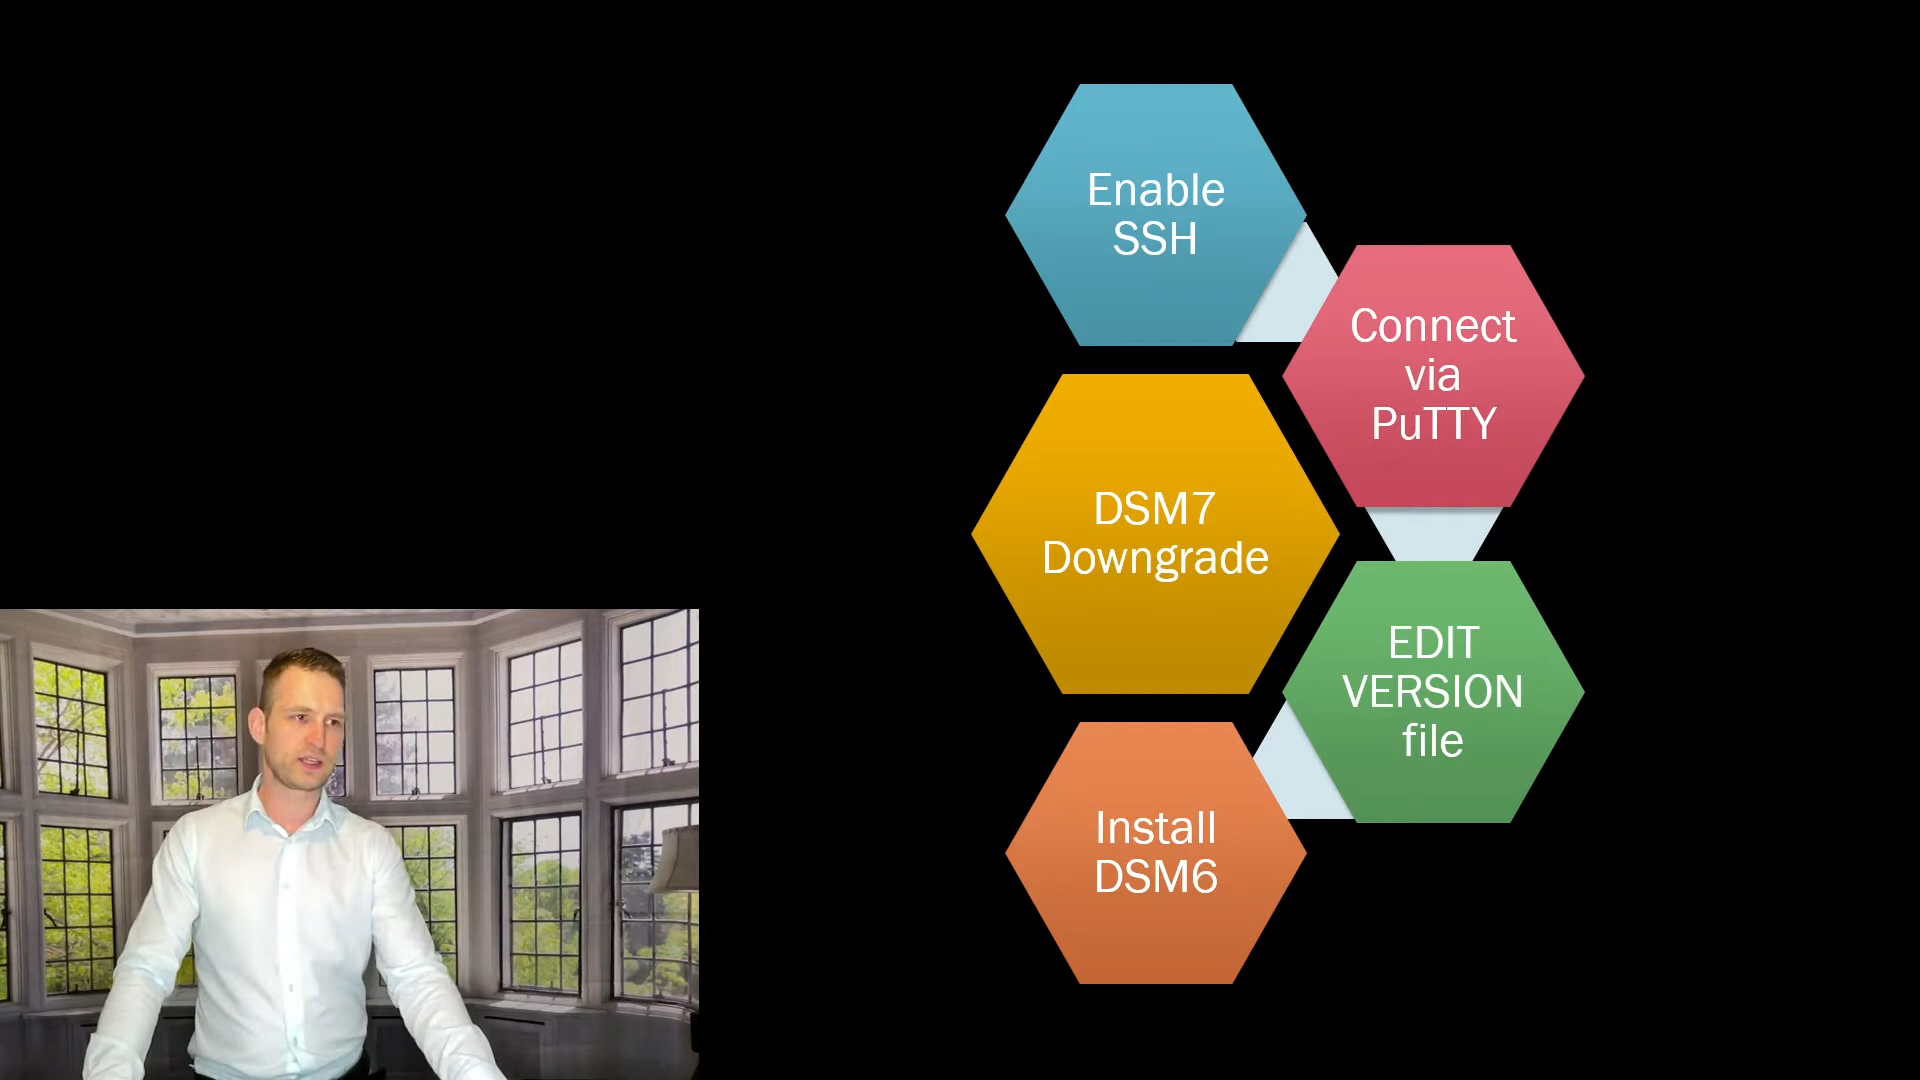 Enable
SSH
Connect
via
PuTTY
DSM7
Downgrade
EDIT
VERSION
file
Install
DSM6